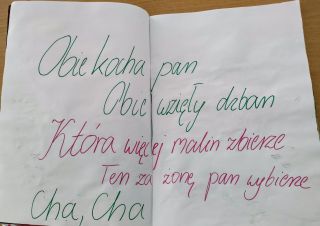 Obie kocha pan
Obie wzięły dzban
Która więcej malin zbierze
Ten za żonę pan wybierze
Cha, Cha